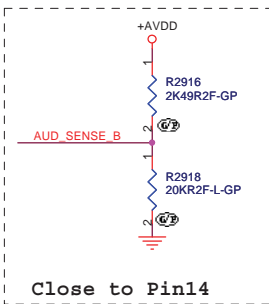 +AVDD
1
R2916
2K49R2F-GP
2
G/P
AUD_SENSE_B
1
R2918
20KR2F-L-GP
2
G/P
Close to Pin14